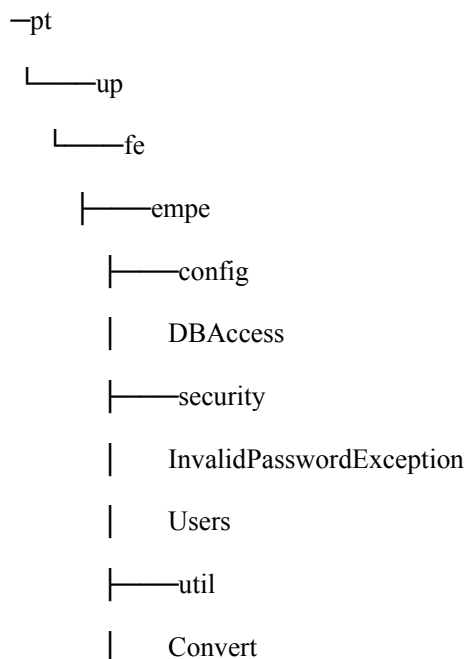 ─pt
└────up
└────fe
├────empe
├────config
│ DBAccess
├────security
│ InvalidPasswordException
│ Users
├────util
│ Convert